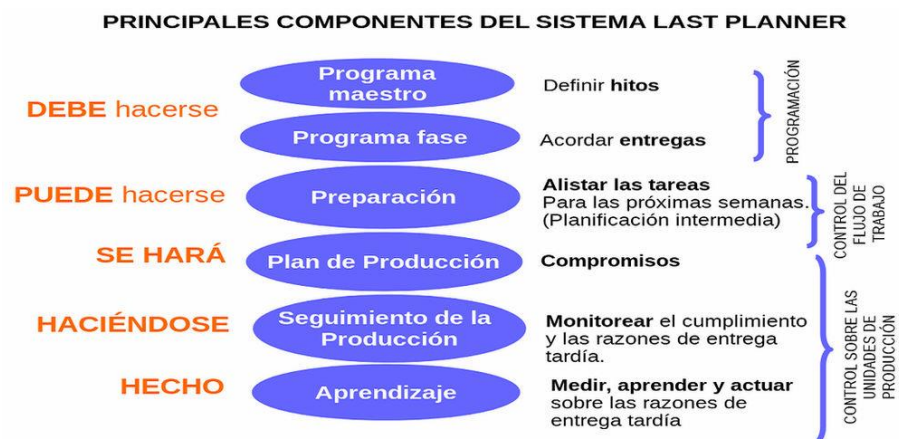 PRINCIPALES COMPONENTES DEL SISTEMA LAST PLANNER
DEBE hacerse
Programa
maestro
Definir hitos
Programa fase
Acordar entregas
PROGRAMACIÓN
PUEDE hacerse
Preparación
Alistar las tareas
Para las próximas semanas.
(Planificación intermedia)
CONTROL DEL
FLUJO DE
TRABAJO
SE HARÁ
Plan de Producción
Compromisos
HACIÉNDOSE
Seguimiento de la
Producción
Monitorear el cumplimiento
y las razones de entrega
tardía.
HECHO
Aprendizaje
Medir, aprender y actuar
sobre las razones de
entrega tardía
CONTROL SOBRE LAS
UNIDADES DE
PRODUCCIÓN